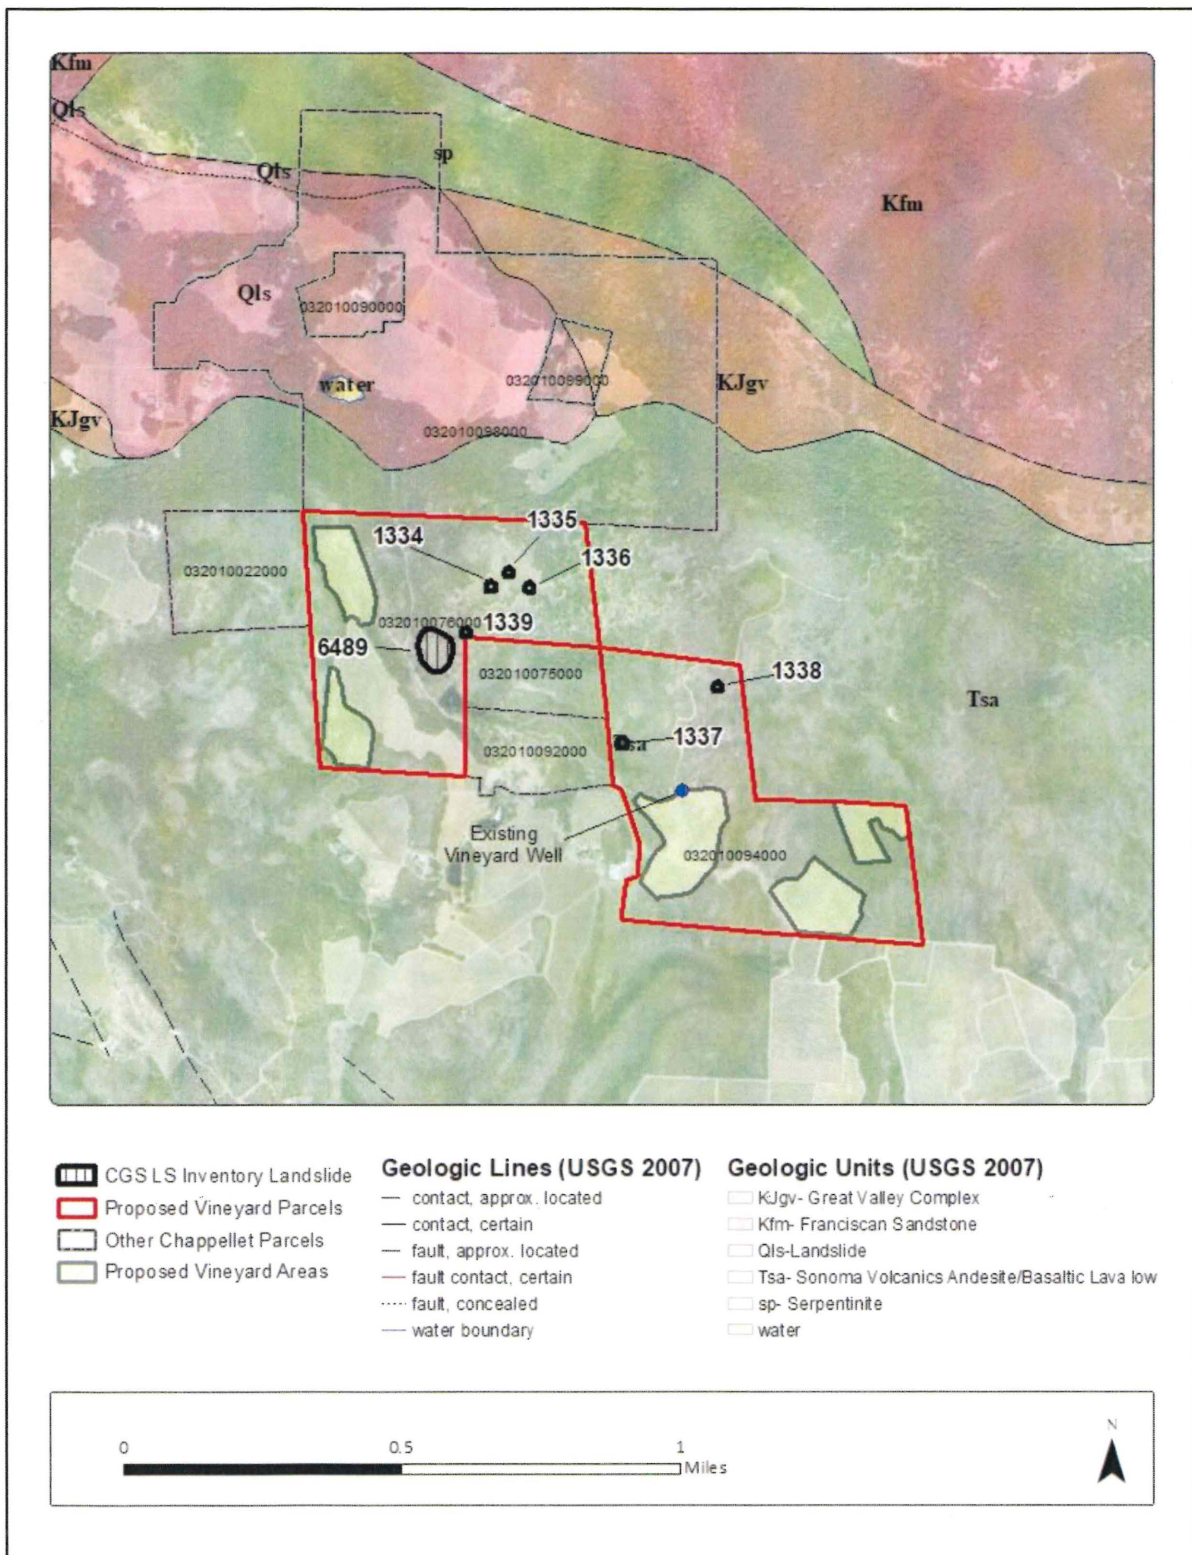 Kfm
Qls
Qls
sp
Kfm
Qls
032010090000
water
032010099000
KJgv
KJgv
032010098000
1335
1334
1336
032010022000
032010076000
1339
6489
032010075000
1338
Tsa
1337
032010092000
Existing
Vineyard Well
032010094000
CGS LS Inventory Landslide
Proposed Vineyard Parcels
Other Chappellet Parcels
Proposed Vineyard Areas
Geologic Lines (USGS 2007)
contact, approx. located
contact, certain
fault, approx. located
fault contact, certain
fault, concealed
water boundary
Geologic Units (USGS 2007)
KJgv- Great Valley Complex
Kfm- Franciscan Sandstone
Qls-Landslide
Tsa- Sonoma Volcanics Andesite/Basaltic Lava low
sp- Serpentinite
water
0 0.5 1
Miles
N